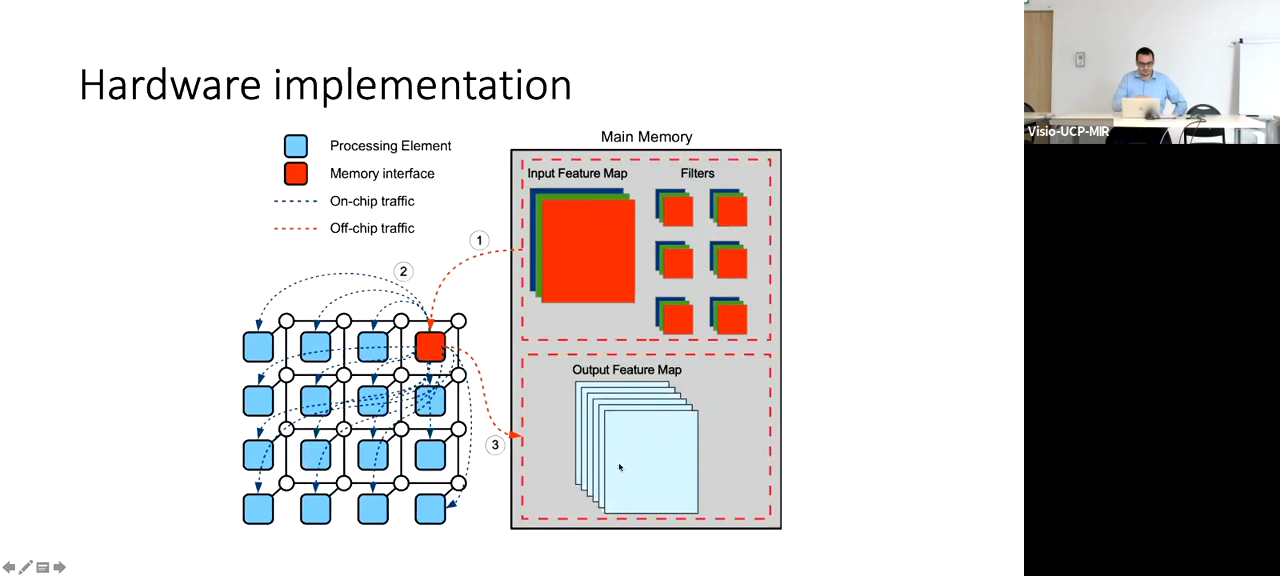 Hardware implementation
Processing Element
Memory interface
On-chip traffic
Off-chip traffic
Main Memory
Input Feature Map
Filters
1
2
Output Feature Map
3
Visio-UCP-MIR